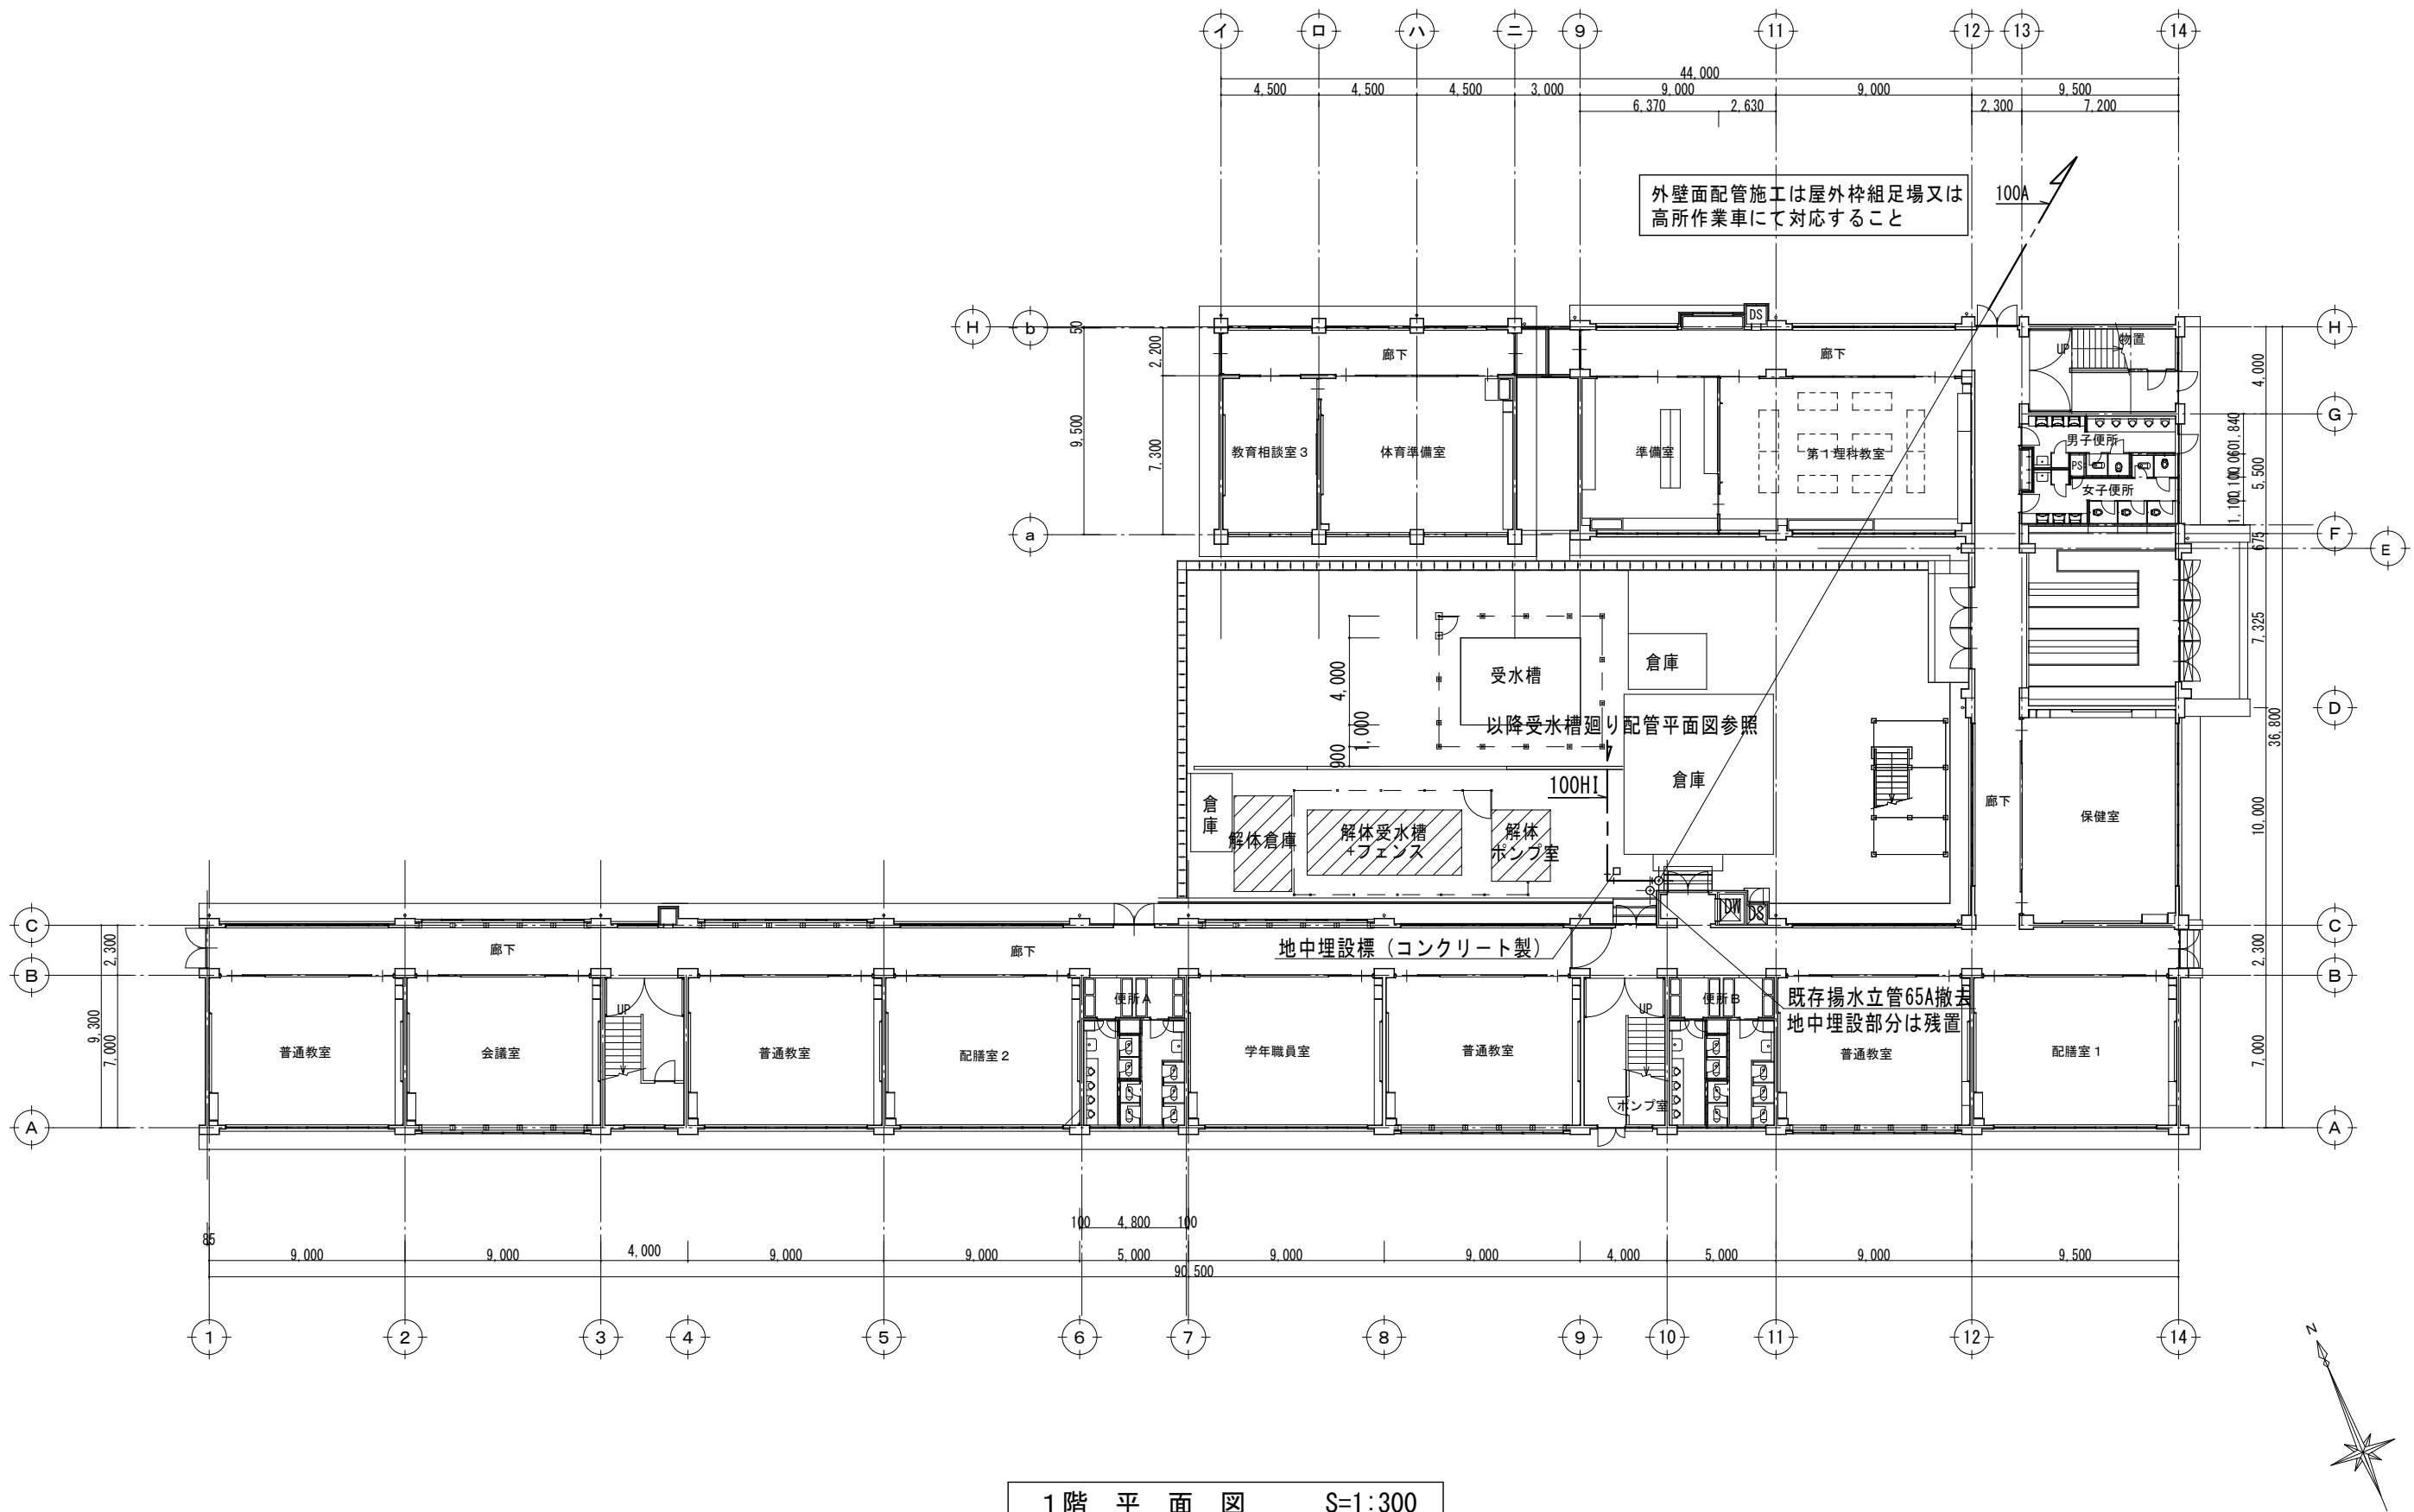 イ ロ ハ ニ 9 11 12 13 14
44,000
4,500 4,500 4,500 3,000 9,000 9,000 9,500
6,370 2,630 2,300 7,200
外壁面配管施工は屋外枠組足場又は
高所作業車にて対応すること
100A
H b H
50
DS
2,200
廊下 廊下
UP 物置
4,000
G
9,500
7,300
教育相談室3 体育準備室 準備室 第1理科教室
男子便所
PS
女子便所
1,840
1,060
1,100
1,100
5,500
a F
675
E
受水槽 倉庫
4,000
1,000
900
7,325
以降受水槽廻り配管平面図参照
D
36,800
100HI
倉庫
倉庫
解体倉庫
解体受水槽
+フェンス
解体
ポンプ室
廊下 保健室
10,000
DW DS
C C
2,300 廊下 廊下 2,300
地中埋設標（コンクリート製）
B B
UP 便所A UP 便所B
既存揚水立管65A撤去
地中埋設部分は残置
9,300
7,000
普通教室 会議室 普通教室 配膳室2 学年職員室 普通教室 普通教室 配膳室1
7,000
ポンプ室
A A
100 4,800 100
85
9,000 9,000 4,000 9,000 9,000 5,000 9,000 9,000 4,000 5,000 9,000 9,500
90,500
1 2 3 4 5 6 7 8 9 10 11 12 14
N
1階 平 面 図 S=1:300